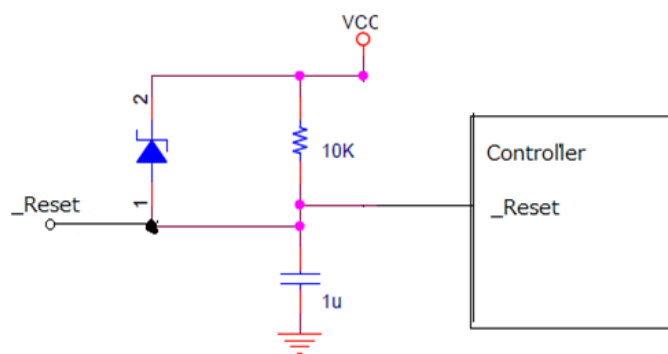 VCC
2
10K
Controller
_Reset
1
_Reset
1u